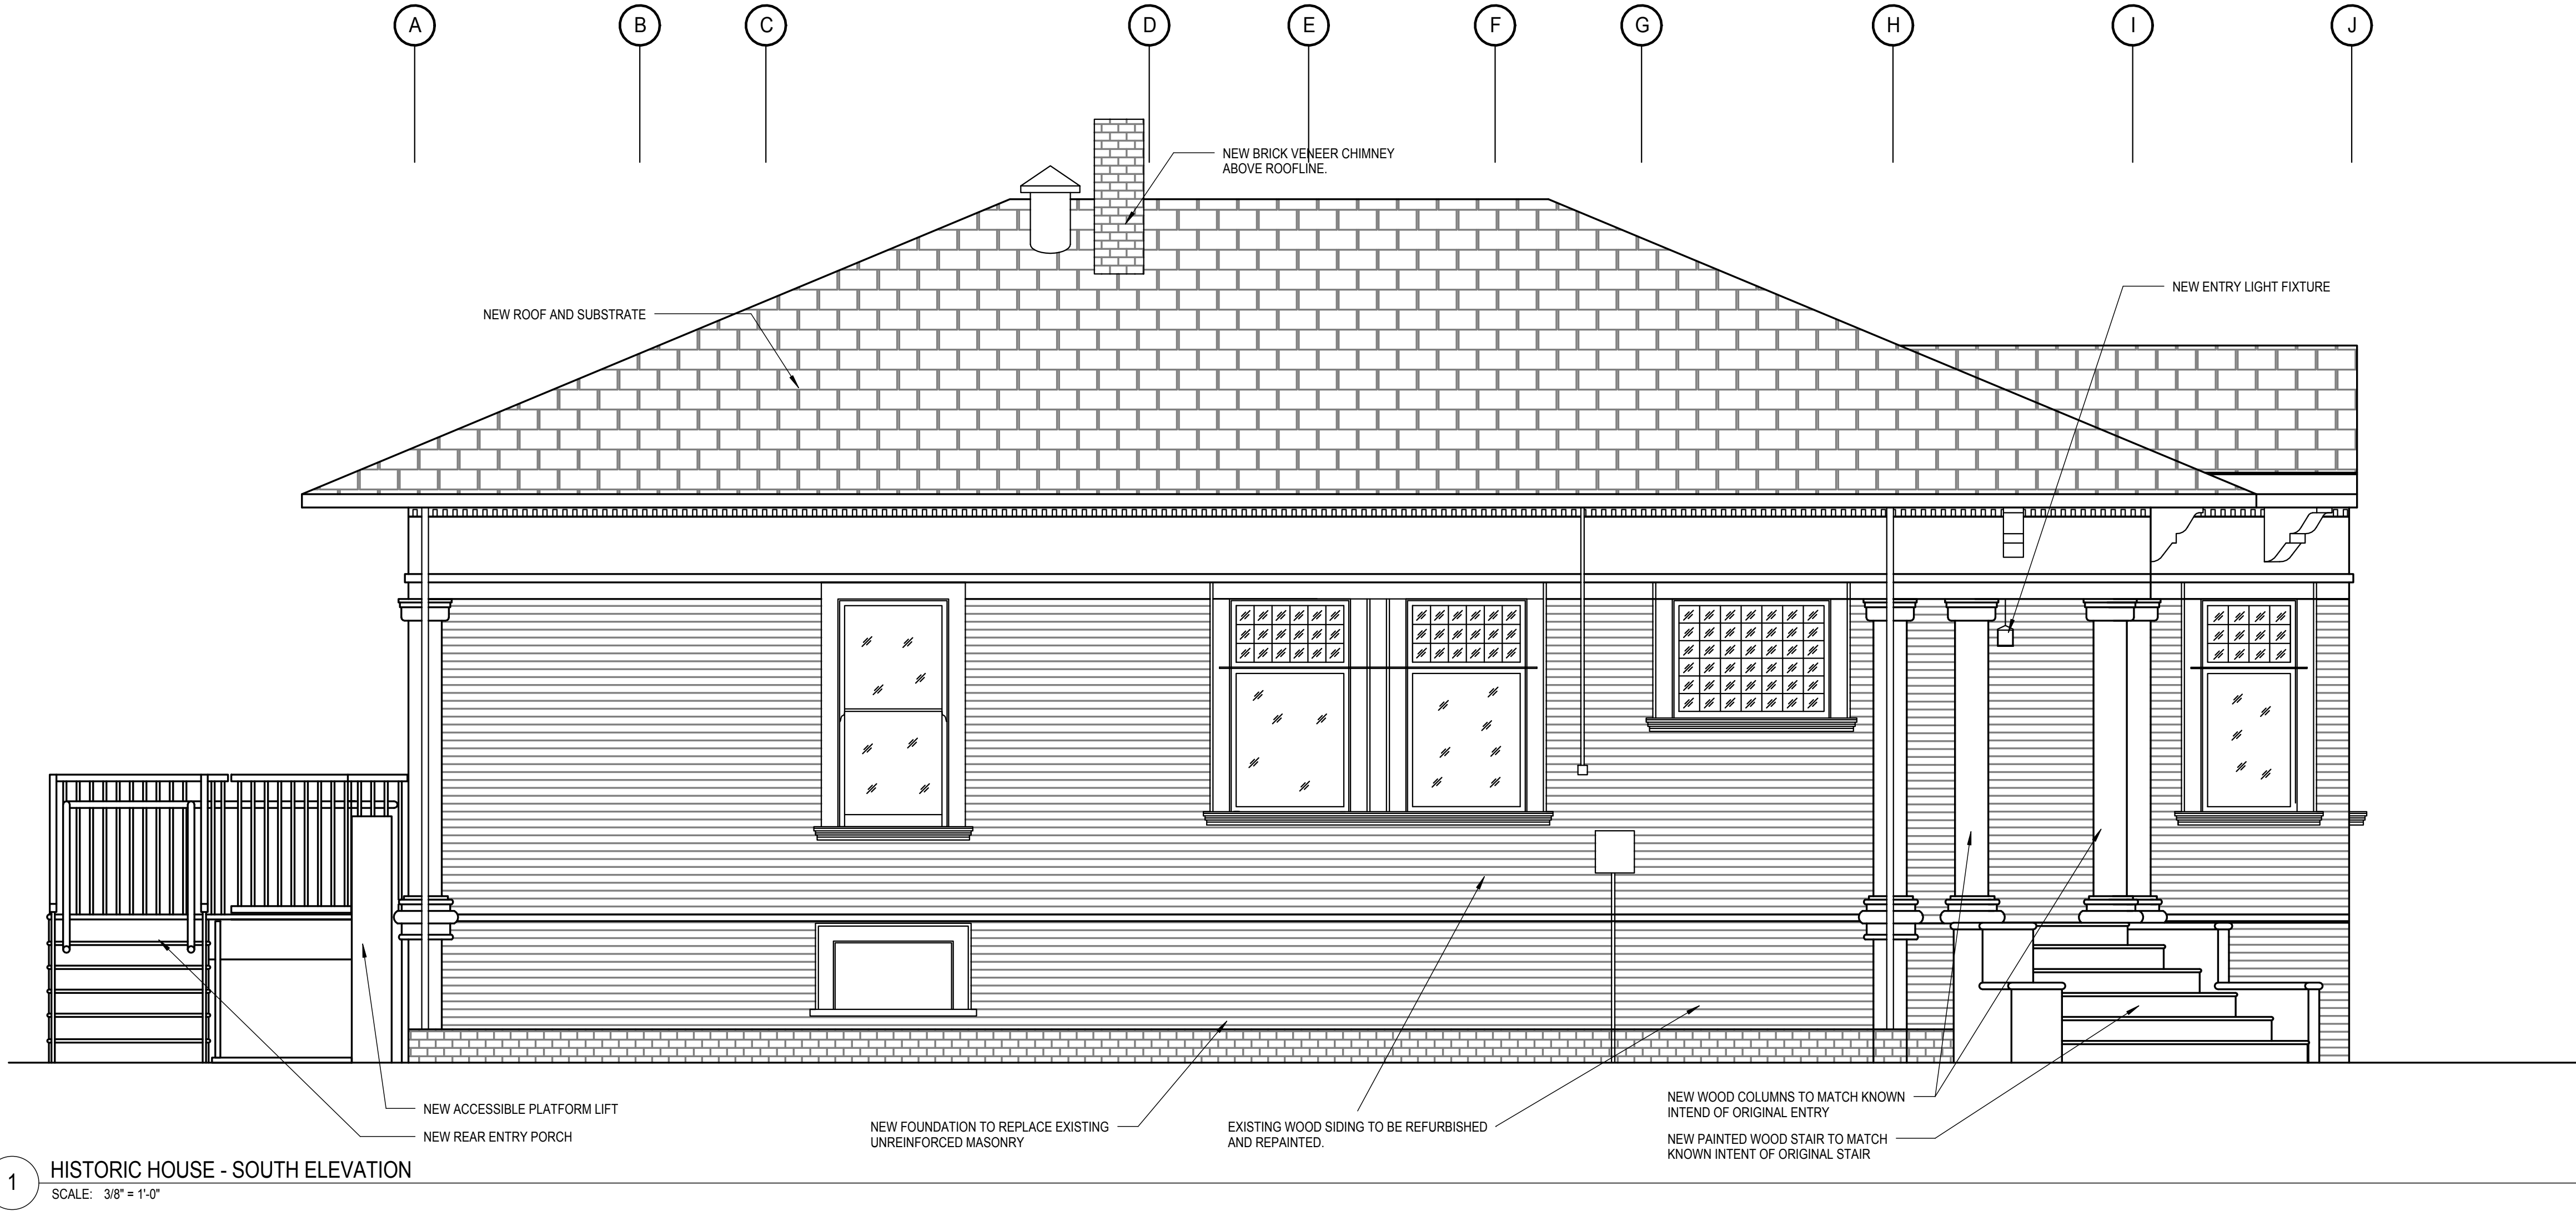 A B C D E F G H I J
NEW BRICK VENEER CHIMNEY
ABOVE ROOFLINE.
NEW ENTRY LIGHT FIXTURE
NEW ROOF AND SUBSTRATE
NEW ACCESSIBLE PLATFORM LIFT
NEW REAR ENTRY PORCH
NEW FOUNDATION TO REPLACE EXISTING
UNREINFORCED MASONRY
EXISTING WOOD SIDING TO BE REFURBISHED
AND REPAINTED.
NEW WOOD COLUMNS TO MATCH KNOWN
INTEND OF ORIGINAL ENTRY
NEW PAINTED WOOD STAIR TO MATCH
KNOWN INTENT OF ORIGINAL STAIR
1
HISTORIC HOUSE - SOUTH ELEVATION
SCALE: 3/8" = 1'-0"